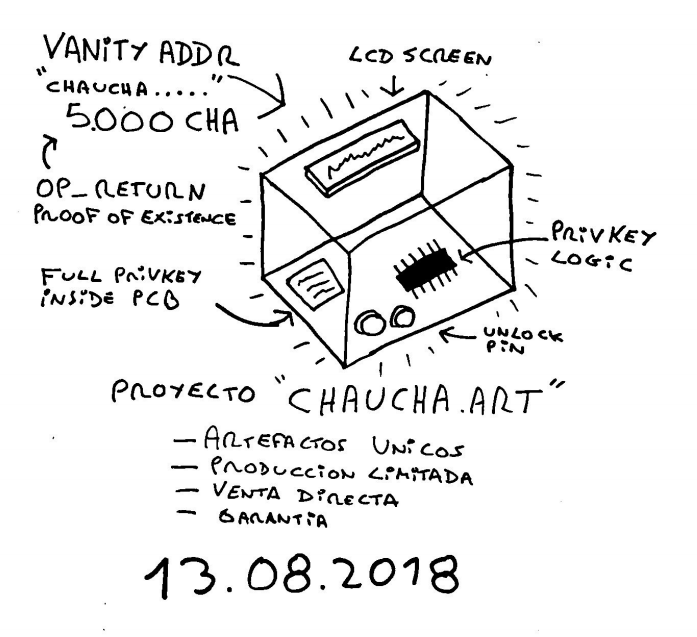 VANITY ADDR
"CHAUCHA....."
5.000 CHA
OP_RETURN
PROOF OF EXISTENCE
FULL PRIVKEY
INSIDE PCB
LCD SCREEN
PRIVKEY
LOGIC
UNLOCK
PIN
PROYECTO "CHAUCHA.ART"
— ARTEFACTOS UNICOS
— PRODUCCION LIMITADA
— VENTA DIRECTA
— GARANTIA
13.08.2018